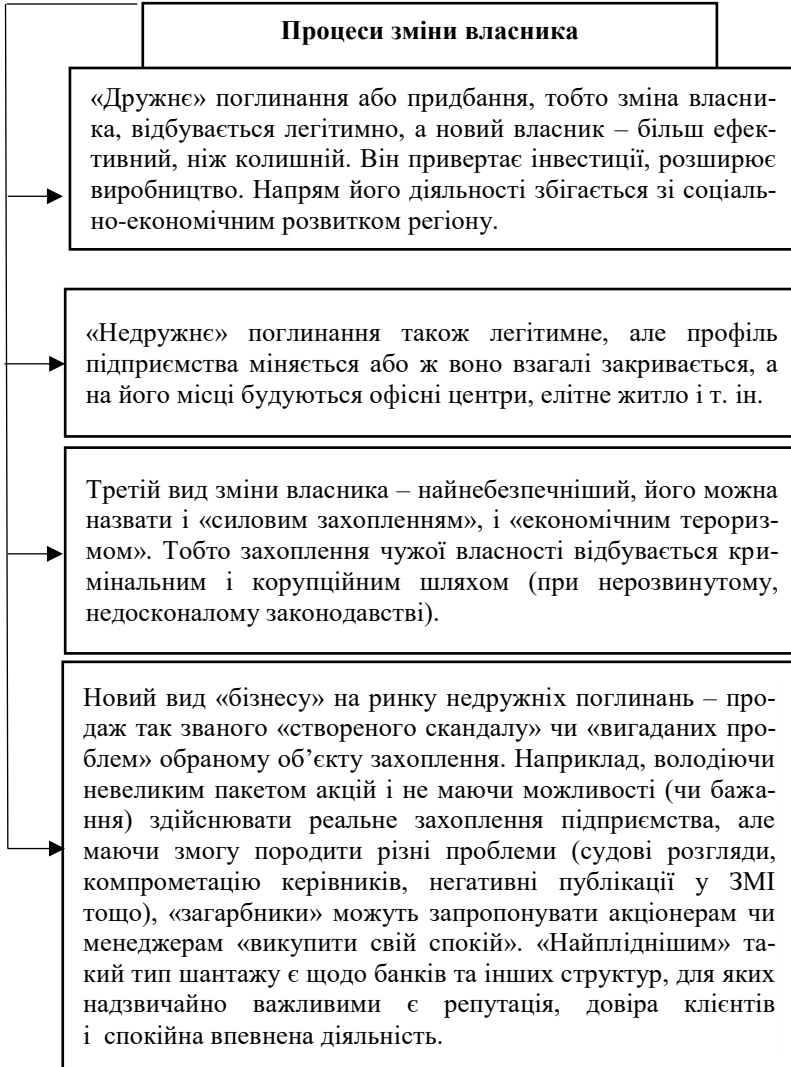 Процеси зміни власника
«Дружнє» поглинання або придбання, тобто зміна власни-
ка, відбувається легітимно, а новий власник – більш ефек-
тивний, ніж колишній. Він привертає інвестиції, розширює
виробництво. Напрям його діяльності збігається зі соціаль-
но-економічним розвитком регіону.
«Недружнє» поглинання також легітимне, але профіль
підприємства міняється або ж воно взагалі закривається, а
на його місці будуються офісні центри, елітне житло і т. ін.
Третій вид зміни власника – найнебезпечніший, його можна
назвати і «силовим захопленням», і «економічним терориз-
мом». Тобто захоплення чужої власності відбувається кри-
мінальним і корупційним шляхом (при нерозвинутому,
недосконалому законодавстві).
Новий вид «бізнесу» на ринку недружніх поглинань – про-
даж так званого «створеного скандалу» чи «вигаданих про-
блем» обраному об’єкту захоплення. Наприклад, володіючи
невеликим пакетом акцій і не маючи можливості (чи бажа-
ння) здійснювати реальне захоплення підприємства, але
маючи змогу породити різні проблеми (судові розгляди,
компрометацію керівників, негативні публікації у ЗМІ
тощо), «загарбники» можуть запропонувати акціонерам чи
менеджерам «викупити свій спокій». «Найпліднішим» та-
кий тип шантажу є щодо банків та інших структур, для яких
надзвичайно важливими є репутація, довіра клієнтів
і спокійна впевнена діяльність.